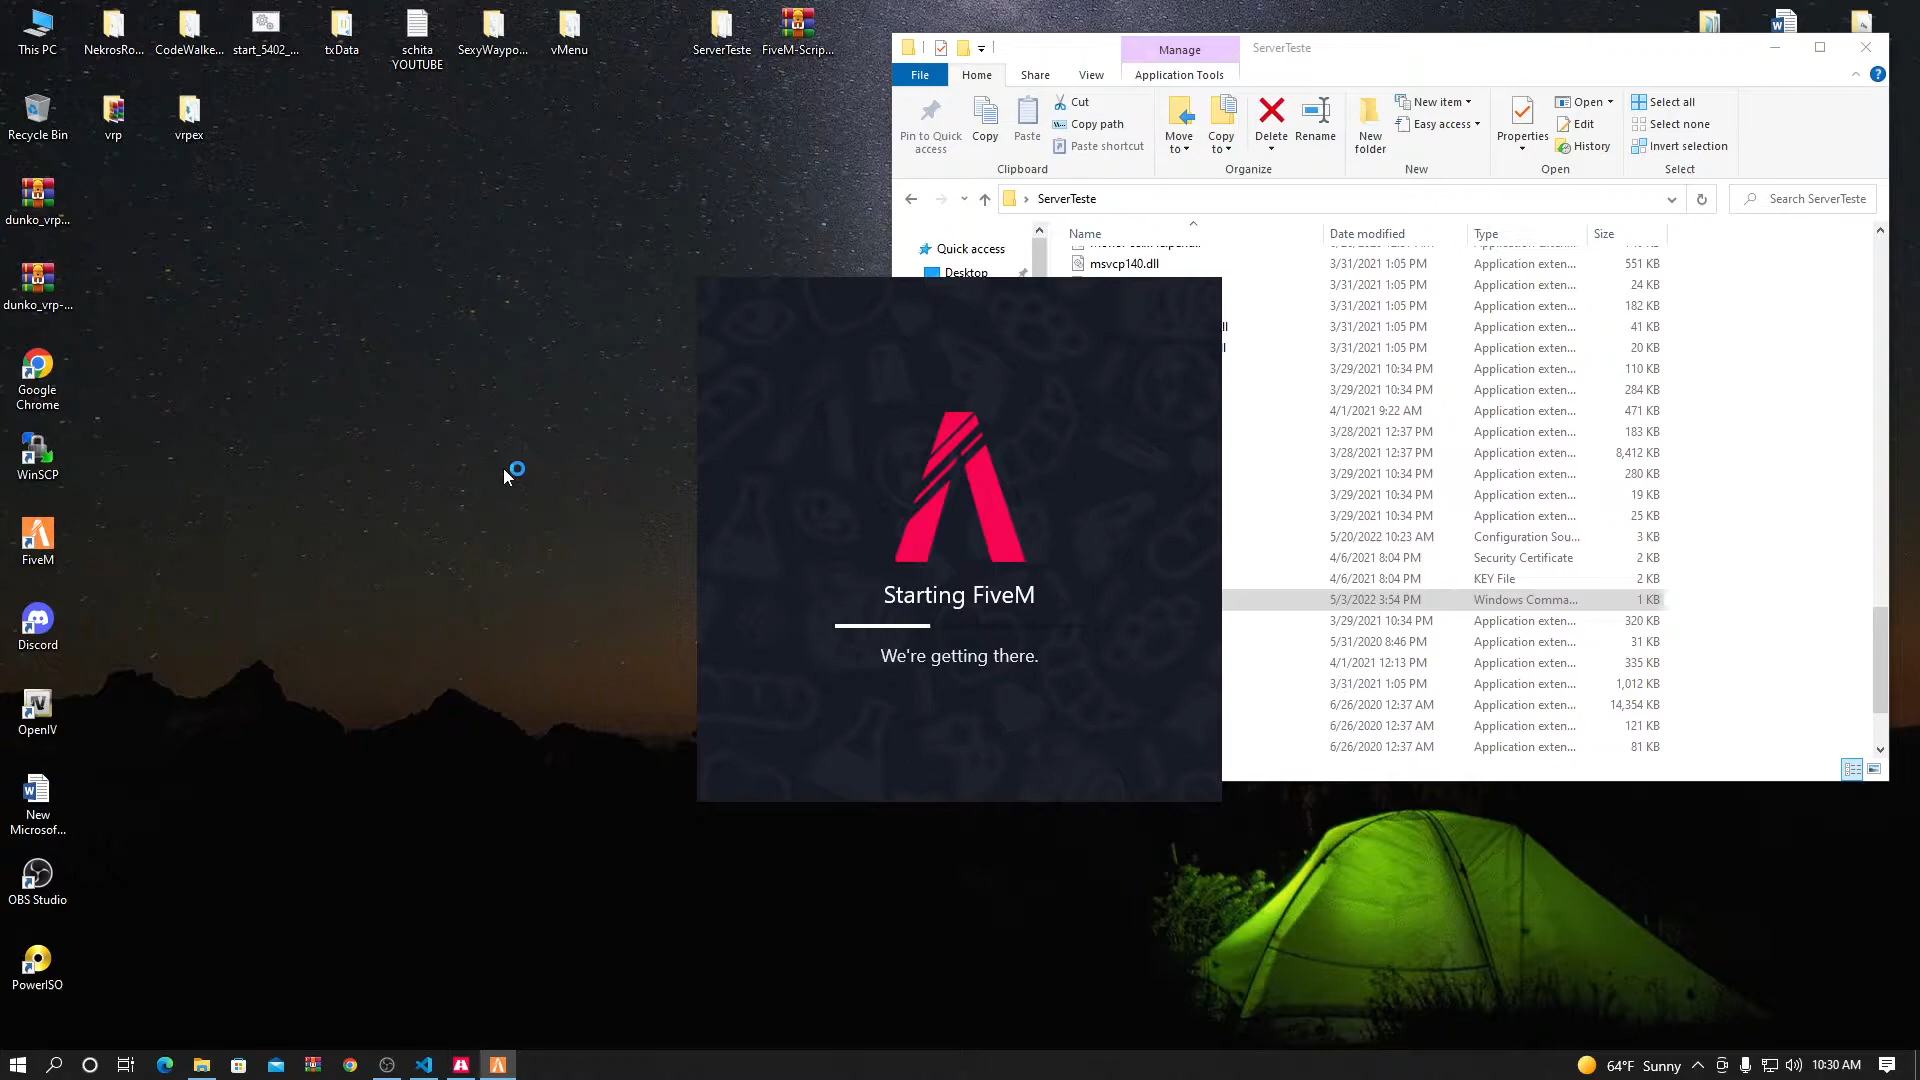 This PC
NekrosRo...
CodeWalke...
start_5402_...
txData
schita
YOUTUBE
SexyWaypo...
vMenu
ServerTeste
FiveM-Scrip...
Recycle Bin
vrp
vrpex
dunko_vrp...
dunko_vrp-...
Google
Chrome
WinSCP
FiveM
Discord
OpenIV
New
Microsof...
OBS Studio
PowerISO
Manage
ServerTeste
File
Home
Share
View
Application Tools
Pin to Quick
access
Copy
Paste
Cut
Copy path
Paste shortcut
Clipboard
Move
to
Copy
to
Delete
Rename
Organize
New
folder
New item
Easy access
New
Properties
Open
Edit
History
Open
Select all
Select none
Invert selection
Select
ServerTeste
Search ServerTeste
Quick access
Desktop
Name
Date modified
Type
Size
msvcp140.dll
3/31/2021 1:05 PM Application exten... 551 KB
3/31/2021 1:05 PM Application exten... 24 KB
3/31/2021 1:05 PM Application exten... 182 KB
3/31/2021 1:05 PM Application exten... 41 KB
3/31/2021 1:05 PM Application exten... 20 KB
3/29/2021 10:34 PM Application exten... 110 KB
3/29/2021 10:34 PM Application exten... 284 KB
4/1/2021 9:22 AM Application exten... 471 KB
3/28/2021 12:37 PM Application exten... 183 KB
3/28/2021 12:37 PM Application exten... 8,412 KB
3/29/2021 10:34 PM Application exten... 280 KB
3/29/2021 10:34 PM Application exten... 19 KB
3/29/2021 10:34 PM Application exten... 25 KB
5/20/2022 10:23 AM Configuration Sou... 3 KB
4/6/2021 8:04 PM Security Certificate 2 KB
4/6/2021 8:04 PM KEY File 2 KB
5/3/2022 3:54 PM Windows Comma... 1 KB
3/29/2021 10:34 PM Application exten... 320 KB
5/31/2020 8:46 PM Application exten... 31 KB
4/1/2021 12:13 PM Application exten... 335 KB
3/31/2021 1:05 PM Application exten... 1,012 KB
6/26/2020 12:37 AM Application exten... 14,354 KB
6/26/2020 12:37 AM Application exten... 121 KB
6/26/2020 12:37 AM Application exten... 81 KB
Starting FiveM
We're getting there.
64°F Sunny
10:30 AM